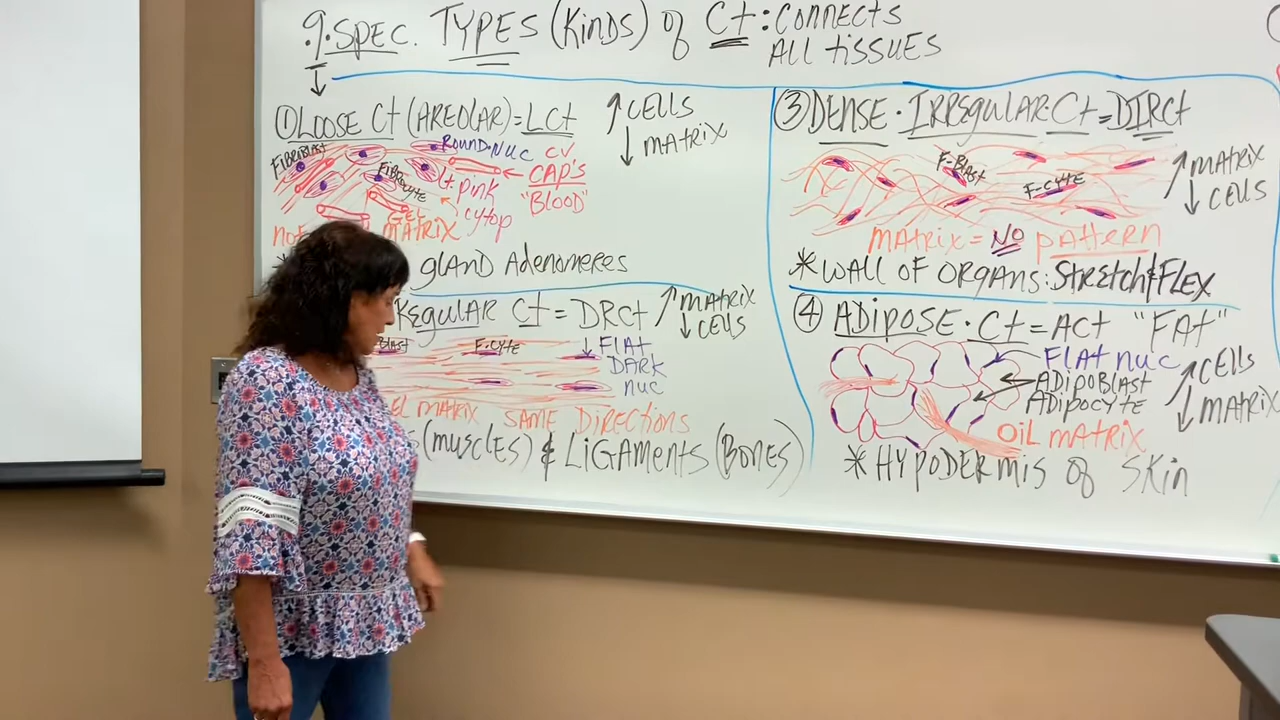 9. SPEC. TYPES (KiNDS) of Ct: CONNECTS
ALL tiSSUES
① LOOSE Ct (AREOLAR) = LCt
↑ CELLS
↓ MATRIX
FiBROBLAST
ROUND NUC
FiBROCYTE
Lt. pink
cytop
CV
CAP'S
"BLOOD"
GEL
MATRIX
not
*
gLAND Adenomeres
REgULAR Ct = DRCt
↑ MATRIX
↓ CELLS
BLAST
F-CYtE
FLAT
DARK
NUC
EL MATRIX SAME DIRECTIONS
S (MUSCLES) & LiGAMENTS (BONES)
③ DENSE · IRREgULAR Ct = DIRCt
F-BLAST
F-CYTE
↑ MATRIX
↓ CELLS
MATRIX = NO pATTERN
* WALL OF ORGANS: STRETCH & FLEX
④ ADiPOSE · Ct = ACT "FAT"
FLAT NUC
ADipoBLAST
ADipocyTE
↑ CELLS
↓ MATRIX
OiL MATRIX
* HYPODERMIS of SKiN